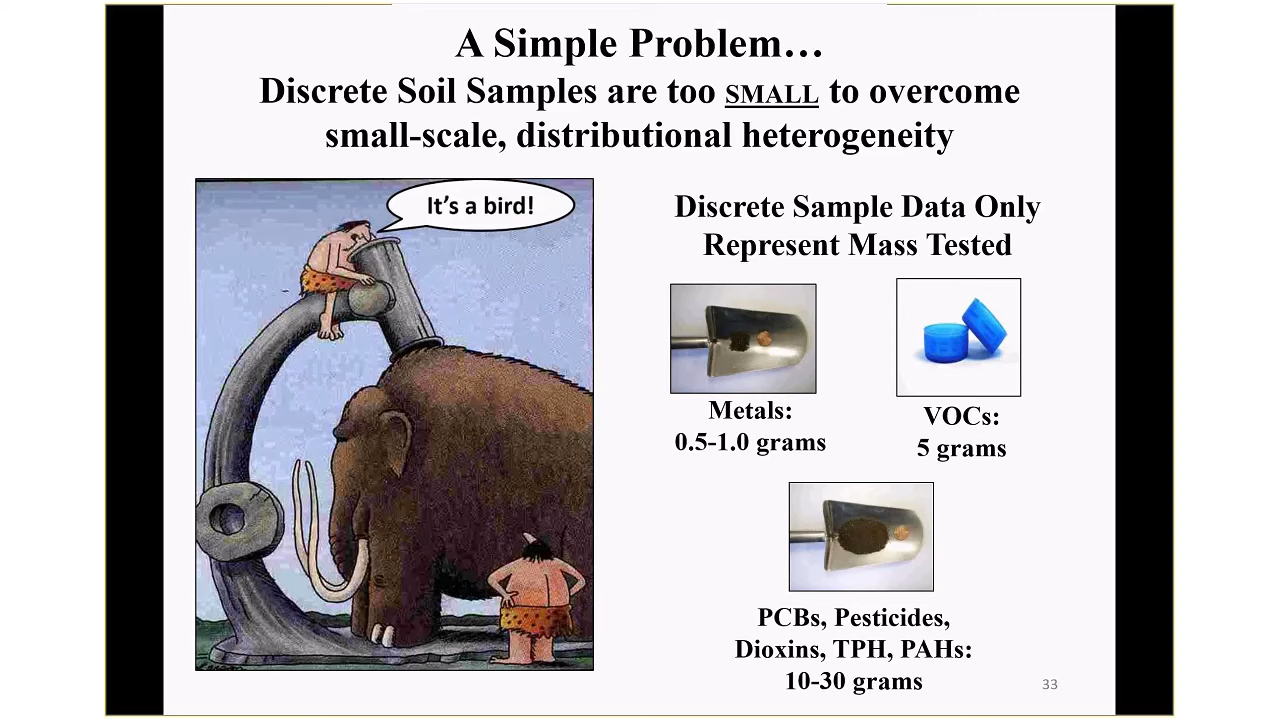 A Simple Problem…
Discrete Soil Samples are too SMALL to overcome
small-scale, distributional heterogeneity
It's a bird!
Discrete Sample Data Only
Represent Mass Tested
Metals:
0.5-1.0 grams
VOCs:
5 grams
PCBs, Pesticides,
Dioxins, TPH, PAHs:
10-30 grams
33